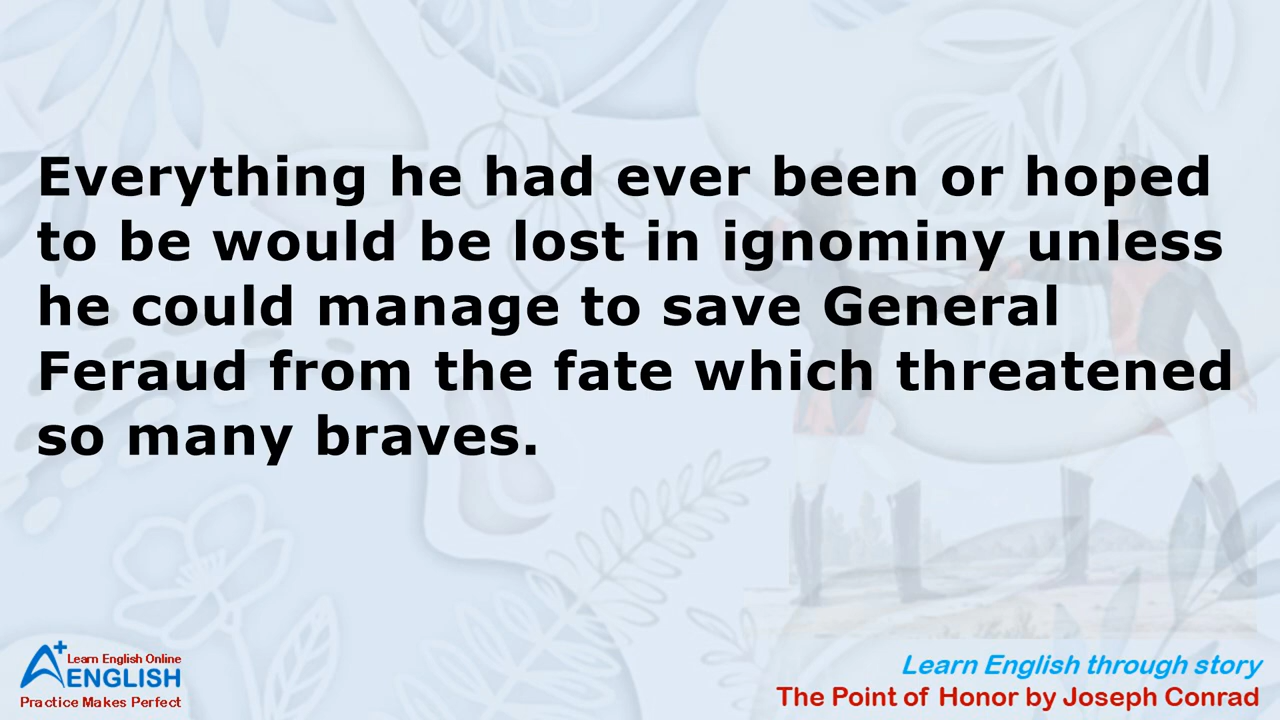 Everything he had ever been or hoped
to be would be lost in ignominy unless
he could manage to save General
Feraud from the fate which threatened
so many braves.
A+ Learn English Online
ENGLISH
Practice Makes Perfect
Learn English through story
The Point of Honor by Joseph Conrad